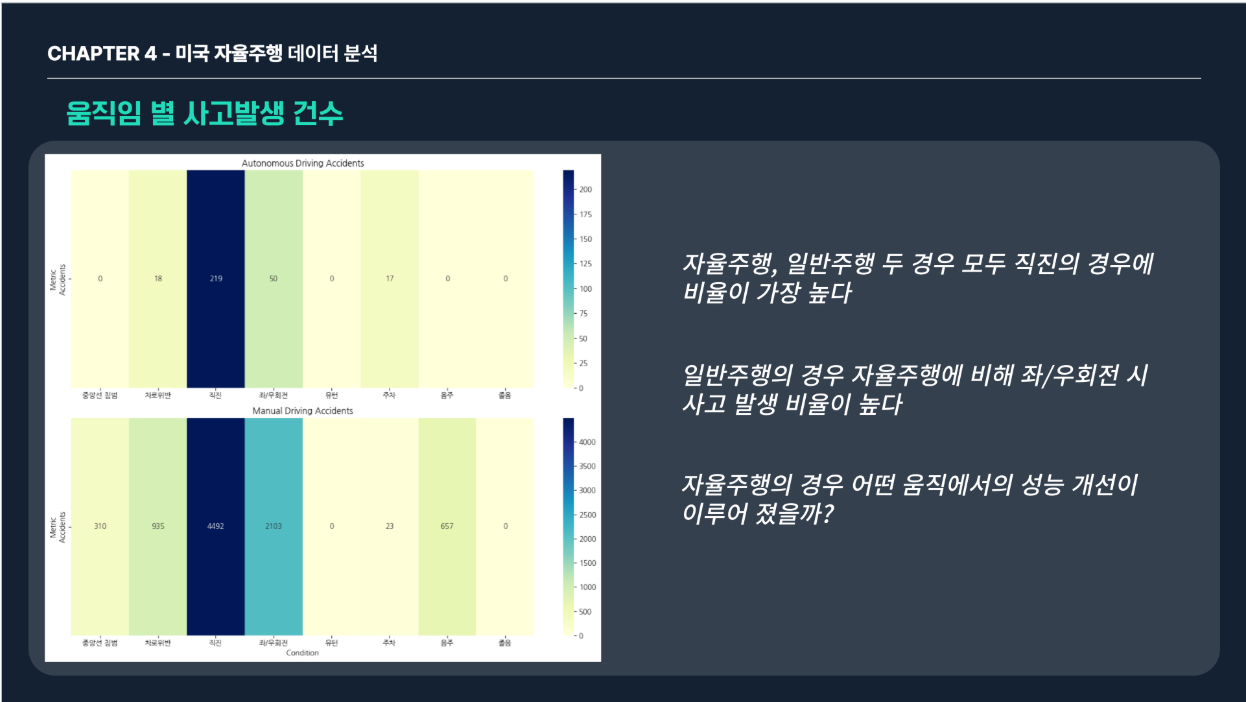 CHAPTER 4 - 미국 자율주행 데이터 분석
움직임 별 사고발생 건수
Autonomous Driving Accidents
Metric
Accidents
0 18 219 50 0 17 0 0
중앙선 침범 차로위반 직진 좌/우회전 유턴 주차 음주 졸음
200
175
150
125
100
75
50
25
0
Manual Driving Accidents
Metric
Accidents
310 935 4492 2103 0 23 657 0
중앙선 침범 차로위반 직진 좌/우회전 유턴 주차 음주 졸음
Condition
4000
3500
3000
2500
2000
1500
1000
500
0
자율주행, 일반주행 두 경우 모두 직진의 경우에
비율이 가장 높다
일반주행의 경우 자율주행에 비해 좌/우회전 시
사고 발생 비율이 높다
자율주행의 경우 어떤 움직에서의 성능 개선이
이루어 졌을까?